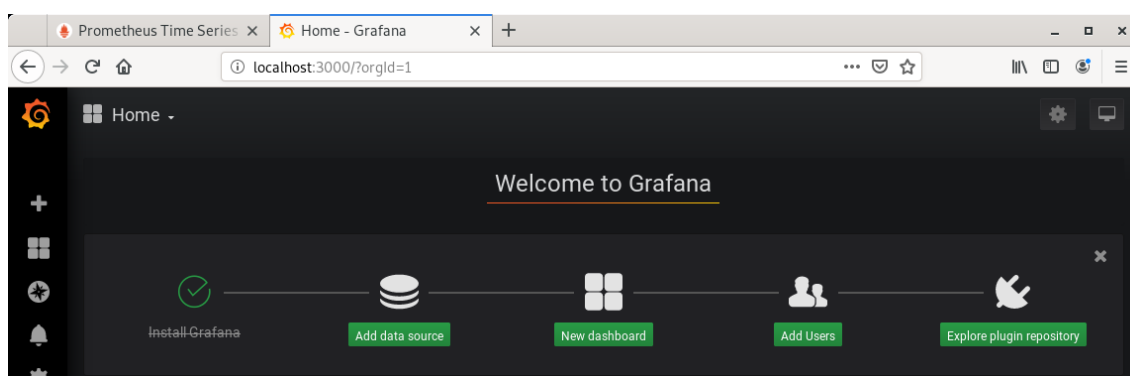 Prometheus Time Series
Home - Grafana
localhost:3000/?orgId=1
Home
Welcome to Grafana
Install Grafana
Add data source
New dashboard
Add Users
Explore plugin repository